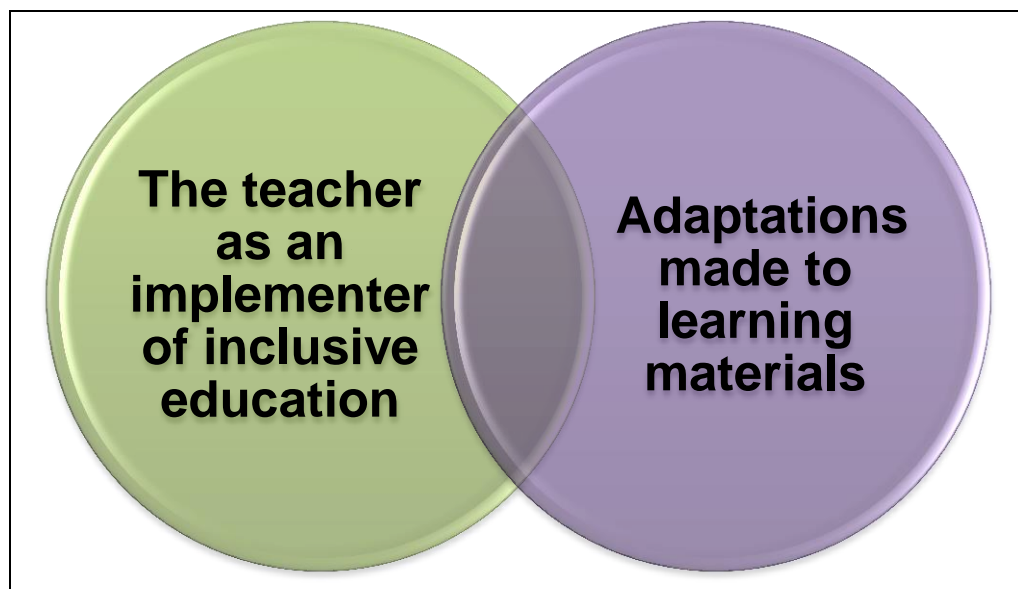 The teacher
as an
implementer
of inclusive
education
Adaptations
made to
learning
materials